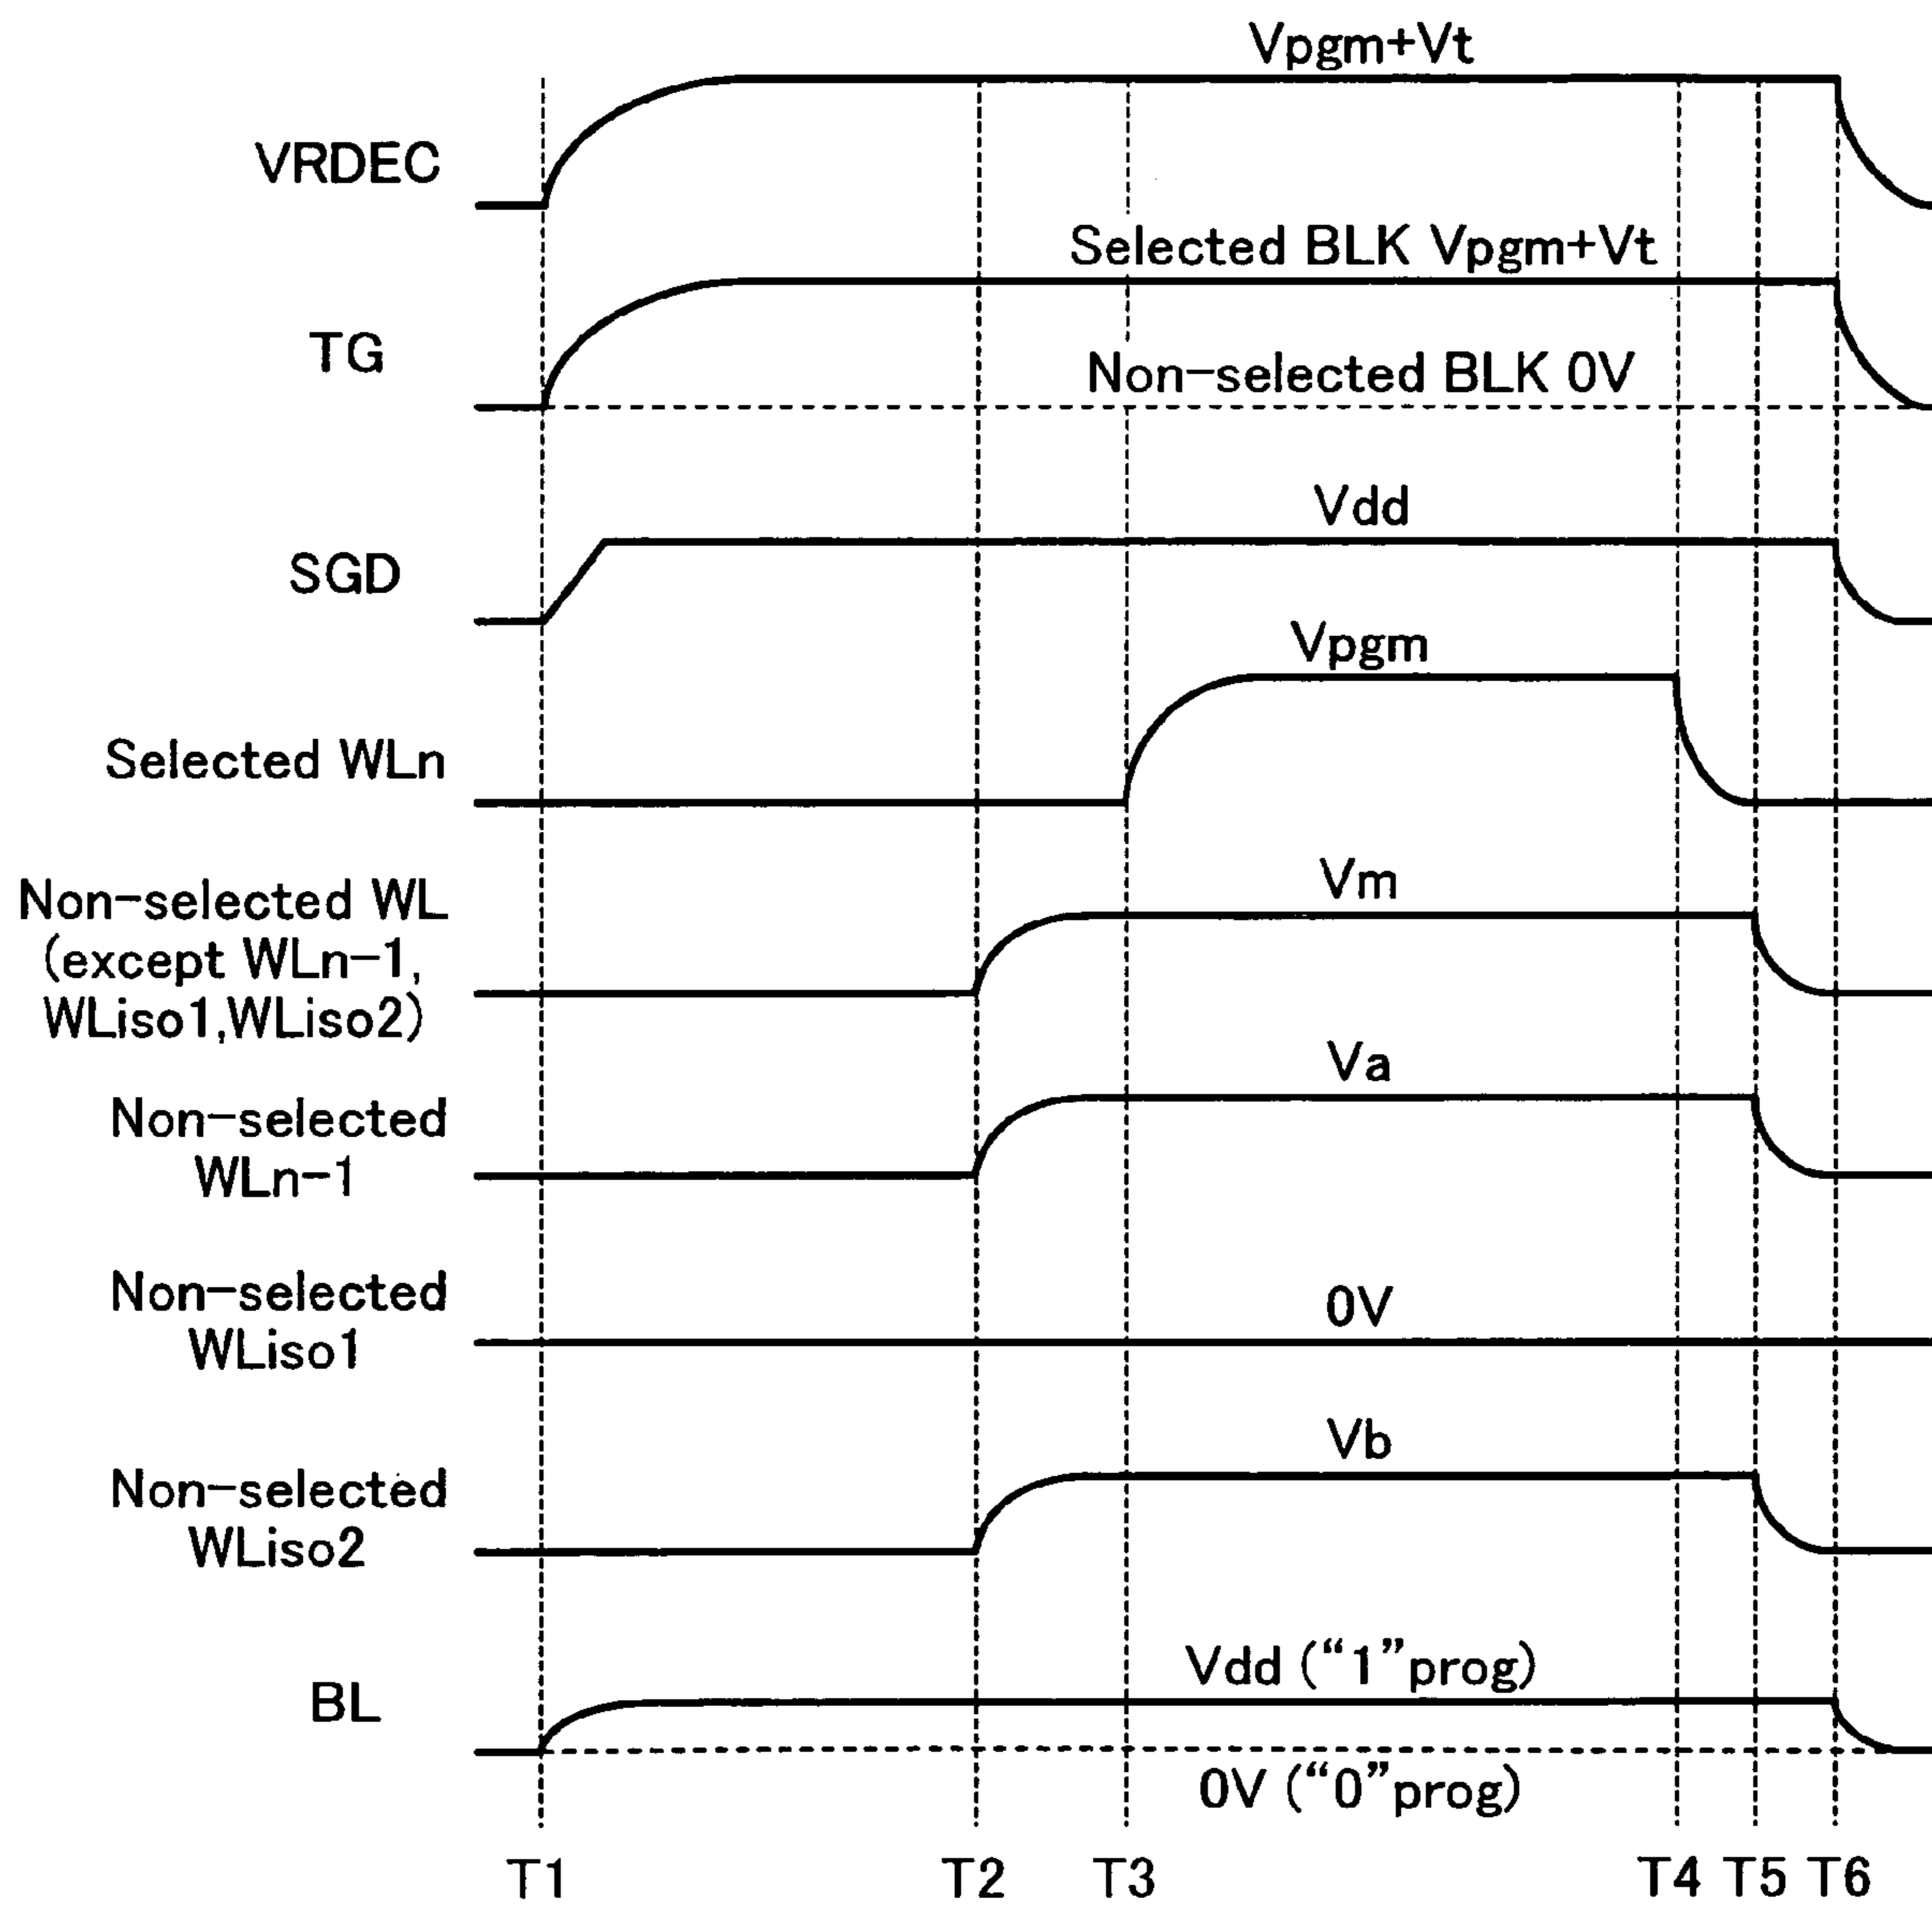 Vpgm+Vt
VRDEC
Selected BLK Vpgm+Vt
TG
Non-selected BLK 0V
Vdd
SGD
Vpgm
Selected WLn
Vm
Non-selected WL
(except WLn-1,
WLiso1,WLiso2)
Va
Non-selected
WLn-1
Non-selected
WLiso1
0V
Vb
Non-selected
WLiso2
Vdd (“1”prog)
BL
0V (“0”prog)
T1 T2 T3 T4 T5 T6